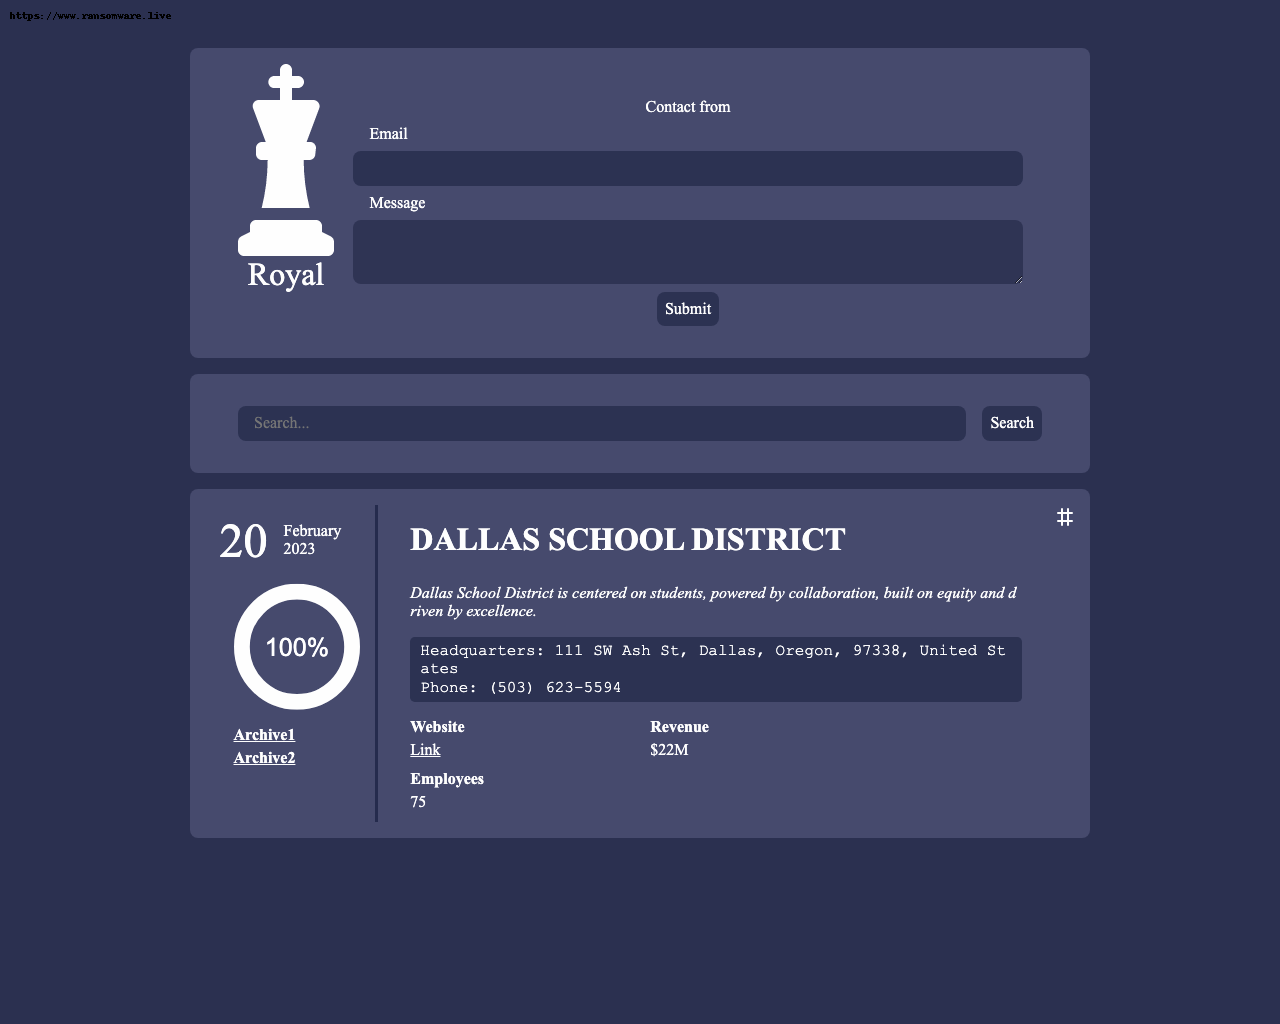 https://www.ransomware.live
Contact from
Email
Message
Royal
Submit
Search...
Search
20
February
2023
100%
Archive1
Archive2
#
DALLAS SCHOOL DISTRICT
Dallas School District is centered on students, powered by collaboration, built on equity and d
riven by excellence.
Headquarters: 111 SW Ash St, Dallas, Oregon, 97338, United St
ates
Phone: (503) 623-5594
Website
Link
Revenue
$22M
Employees
75